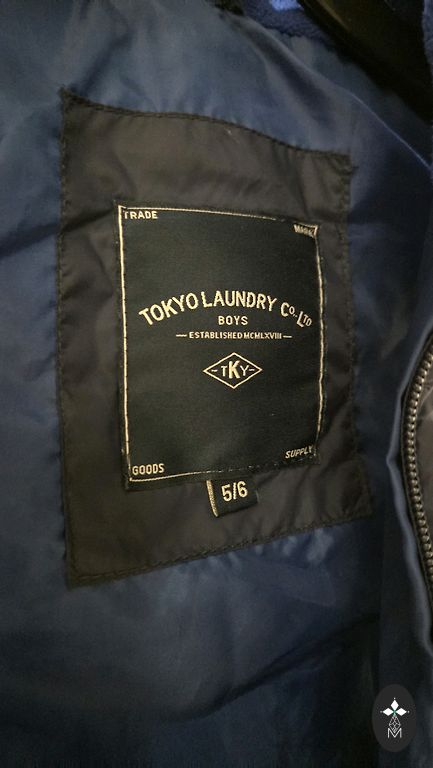 TRADE
MARK
TOKYO LAUNDRY Co. LTD
BOYS
ESTABLISHED MCMLXVIII
-TKY-
GOODS
SUPPLY
5/6
M